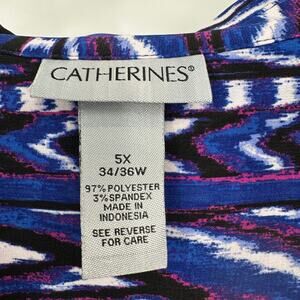 CATHERINES®
5X
34/36W
97% POLYESTER
3% SPANDEX
MADE IN
INDONESIA
SEE REVERSE
FOR CARE